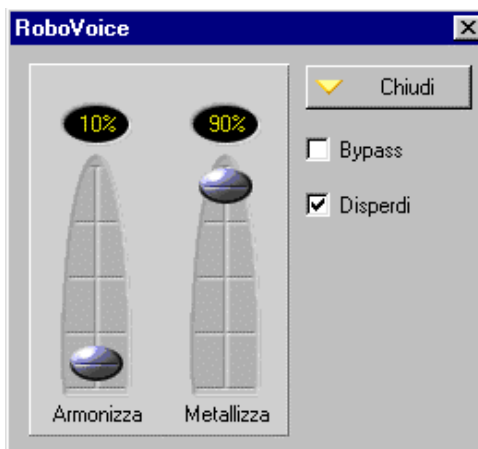 RoboVoice
10% 90%
Chiudi
Bypass
Disperdi
Armonizza Metallizza